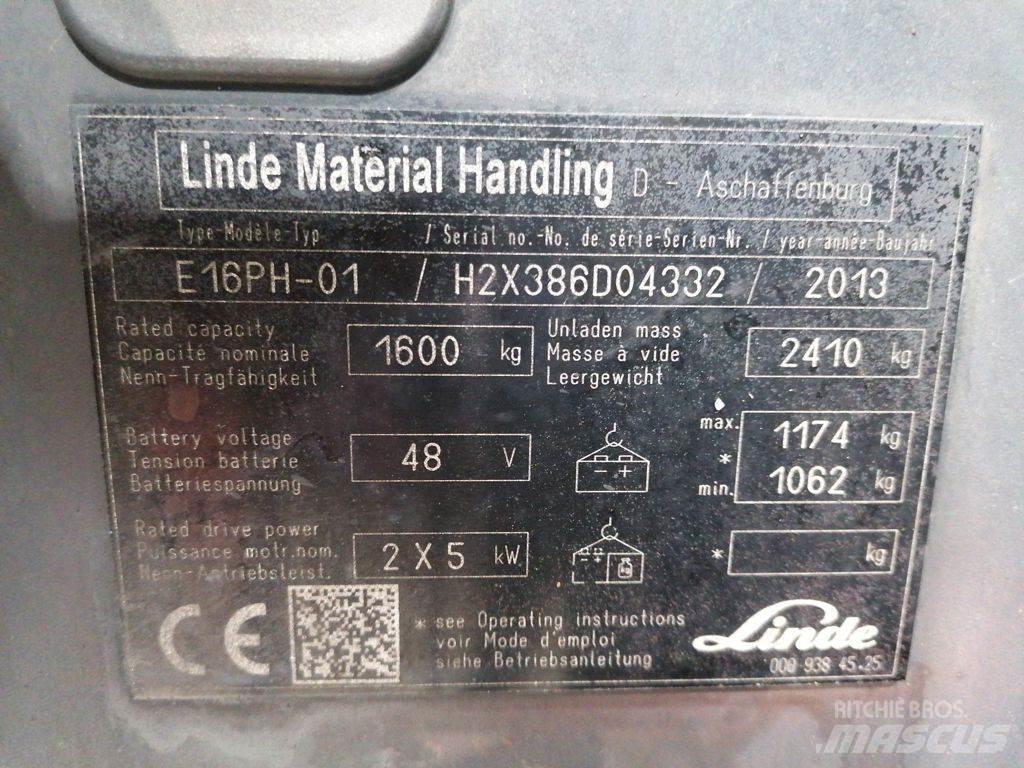 Linde Material Handling D - Aschaffenburg
Type-Modèle-Typ / Serial no.-No. de série-Serien-Nr. / year-année-Baujahr
E16PH-01 / H2X386D04332 / 2013
Rated capacity
Capacité nominale
Nenn-Tragfähigkeit
1600 kg
Unladen mass
Masse à vide
Leergewicht
2410 kg
Battery voltage
Tension batterie
Batteriespannung
48 V
- +
max. 1174 kg
*
min. 1062 kg
Rated drive power
Puissance motr.nom.
Nenn-Antriebsleist.
2 X 5 kW
- + kg
* kg
CE
* see Operating instructions
voir Mode d'emploi
siehe Betriebsanleitung
Linde
000 938 45.25
RITCHIE BROS.
MASCUS